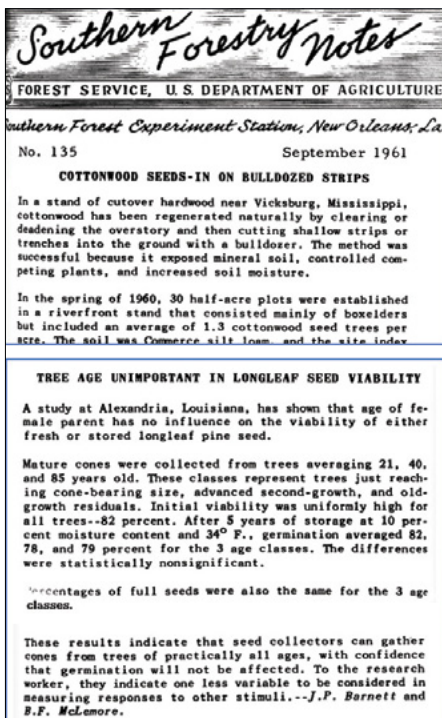 Southern
Forestry Notes
FOREST SERVICE, U. S. DEPARTMENT OF AGRICULTURE
Southern Forest Experiment Station, New Orleans, La
No. 135 September 1961
COTTONWOOD SEEDS-IN ON BULLDOZED STRIPS
In a stand of cutover hardwood near Vicksburg, Mississippi,
cottonwood has been regenerated naturally by clearing or
deadening the overstory and then cutting shallow strips or
trenches into the ground with a bulldozer. The method was
successful because it exposed mineral soil, controlled com-
peting plants, and increased soil moisture.
In the spring of 1960, 30 half-acre plots were established
in a riverfront stand that consisted mainly of boxelders
but included an average of 1.3 cottonwood seed trees per
acre. The soil was Commerce silt loam, and the site index
TREE AGE UNIMPORTANT IN LONGLEAF SEED VIABILITY
A study at Alexandria, Louisiana, has shown that age of fe-
male parent has no influence on the viability of either
fresh or stored longleaf pine seed.
Mature cones were collected from trees averaging 21, 40,
and 85 years old. These classes represent trees just reach-
ing cone-bearing size, advanced second-growth, and old-
growth residuals. Initial viability was uniformly high for
all trees--82 percent. After 5 years of storage at 10 per-
cent moisture content and 34° F., germination averaged 82,
78, and 79 percent for the 3 age classes. The differences
were statistically nonsignificant.
Percentages of full seeds were also the same for the 3 age
classes.
These results indicate that seed collectors can gather
cones from trees of practically all ages, with confidence
that germination will not be affected. To the research
worker, they indicate one less variable to be considered in
measuring responses to other stimuli.--J.P. Barnett and
B.F. McLemore.